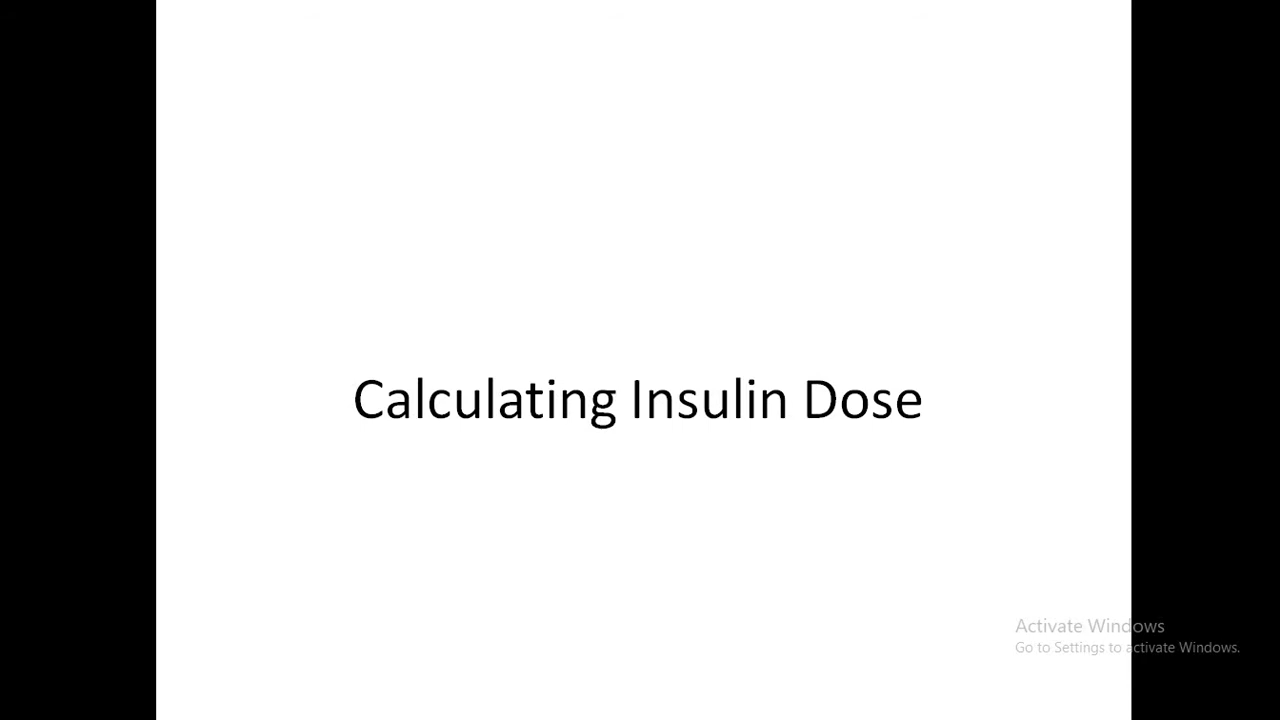 Calculating Insulin Dose
Activate Windows
Go to Settings to activate Windows.